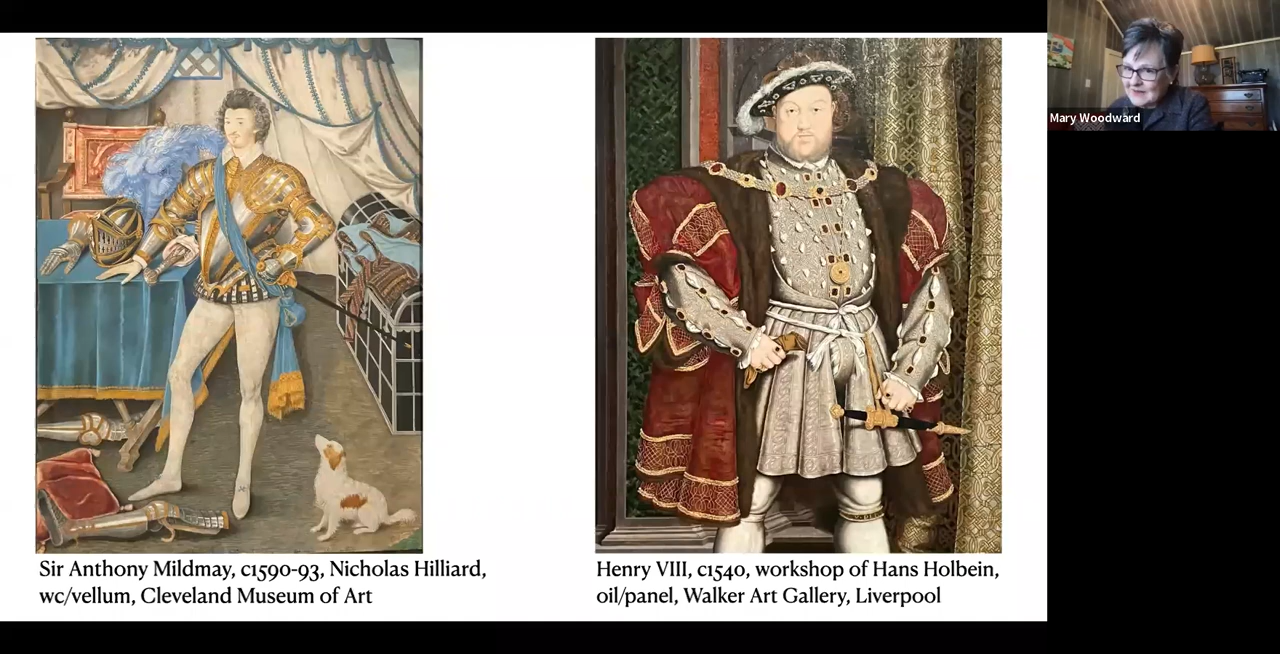 Mary Woodward
Sir Anthony Mildmay, c1590-93, Nicholas Hilliard,
wc/vellum, Cleveland Museum of Art
Henry VIII, c1540, workshop of Hans Holbein,
oil/panel, Walker Art Gallery, Liverpool